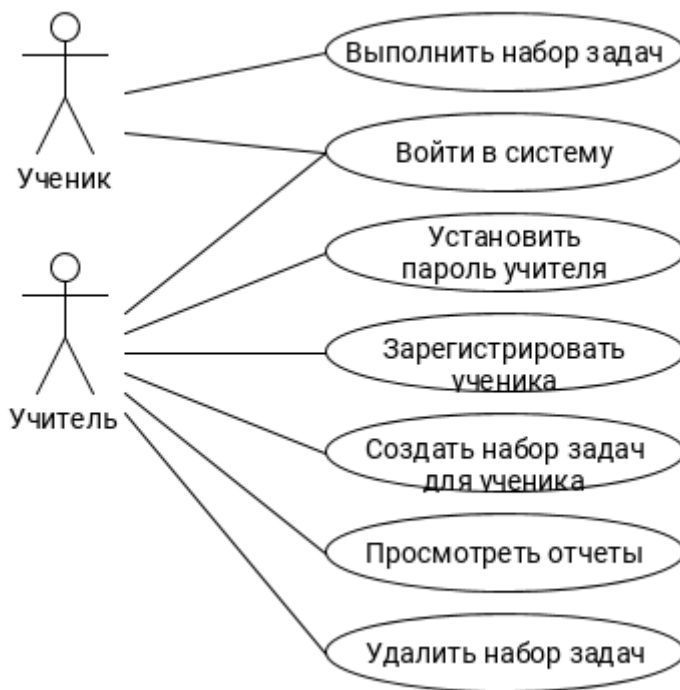 Выполнить набор задач
Войти в систему
Ученик
Установить
пароль учителя
Зарегистрировать
ученика
Учитель
Создать набор задач
для ученика
Просмотреть отчеты
Удалить набор задач